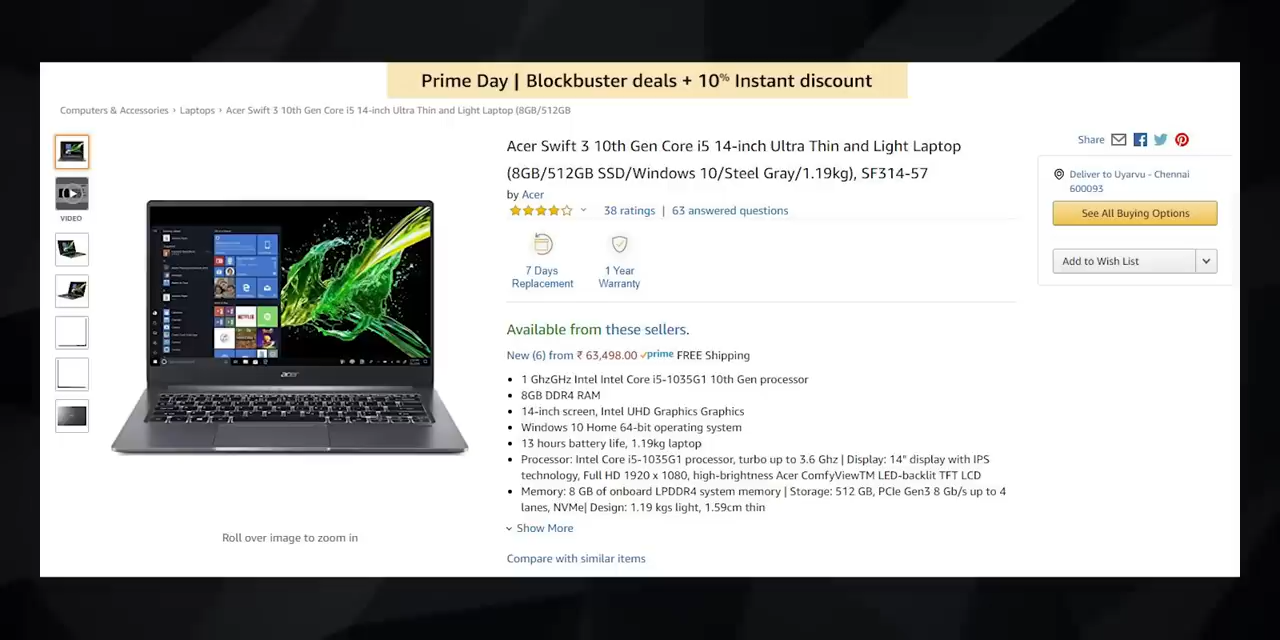 Prime Day | Blockbuster deals + 10% Instant discount
Computers & Accessories › Laptops › Acer Swift 3 10th Gen Core i5 14-inch Ultra Thin and Light Laptop (8GB/512GB
VIDEO
acer
Roll over image to zoom in
Acer Swift 3 10th Gen Core i5 14-inch Ultra Thin and Light Laptop
(8GB/512GB SSD/Windows 10/Steel Gray/1.19kg), SF314-57
by Acer
38 ratings | 63 answered questions
7 Days
Replacement
1 Year
Warranty
Available from these sellers.
New (6) from ₹ 63,498.00 prime FREE Shipping
• 1 GhzGHz Intel Intel Core i5-1035G1 10th Gen processor
• 8GB DDR4 RAM
• 14-inch screen, Intel UHD Graphics Graphics
• Windows 10 Home 64-bit operating system
• 13 hours battery life, 1.19kg laptop
• Processor: Intel Core i5-1035G1 processor, turbo up to 3.6 Ghz | Display: 14" display with IPS
technology, Full HD 1920 x 1080, high-brightness Acer ComfyViewTM LED-backlit TFT LCD
• Memory: 8 GB of onboard LPDDR4 system memory | Storage: 512 GB, PCIe Gen3 8 Gb/s up to 4
lanes, NVMe| Design: 1.19 kgs light, 1.59cm thin
Show More
Compare with similar items
Share
Deliver to Uyarvu - Chennai
600093
See All Buying Options
Add to Wish List